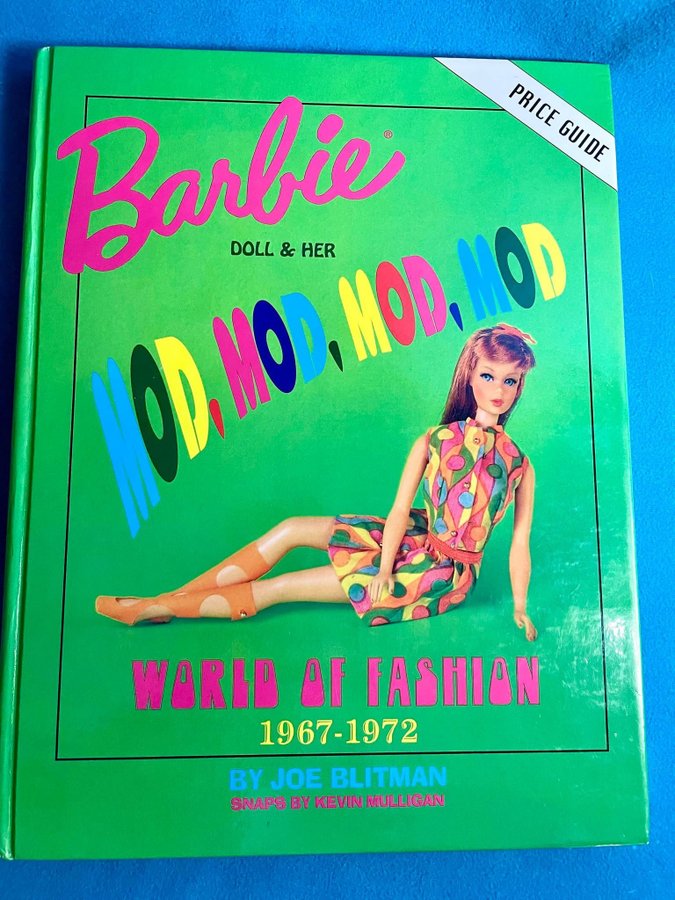 PRICE GUIDE
Barbie®
DOLL & HER
MOD, MOD, MOD, MOD
WORLD OF FASHION
1967-1972
BY JOE BLITMAN
SNAPS BY KEVIN MULLIGAN